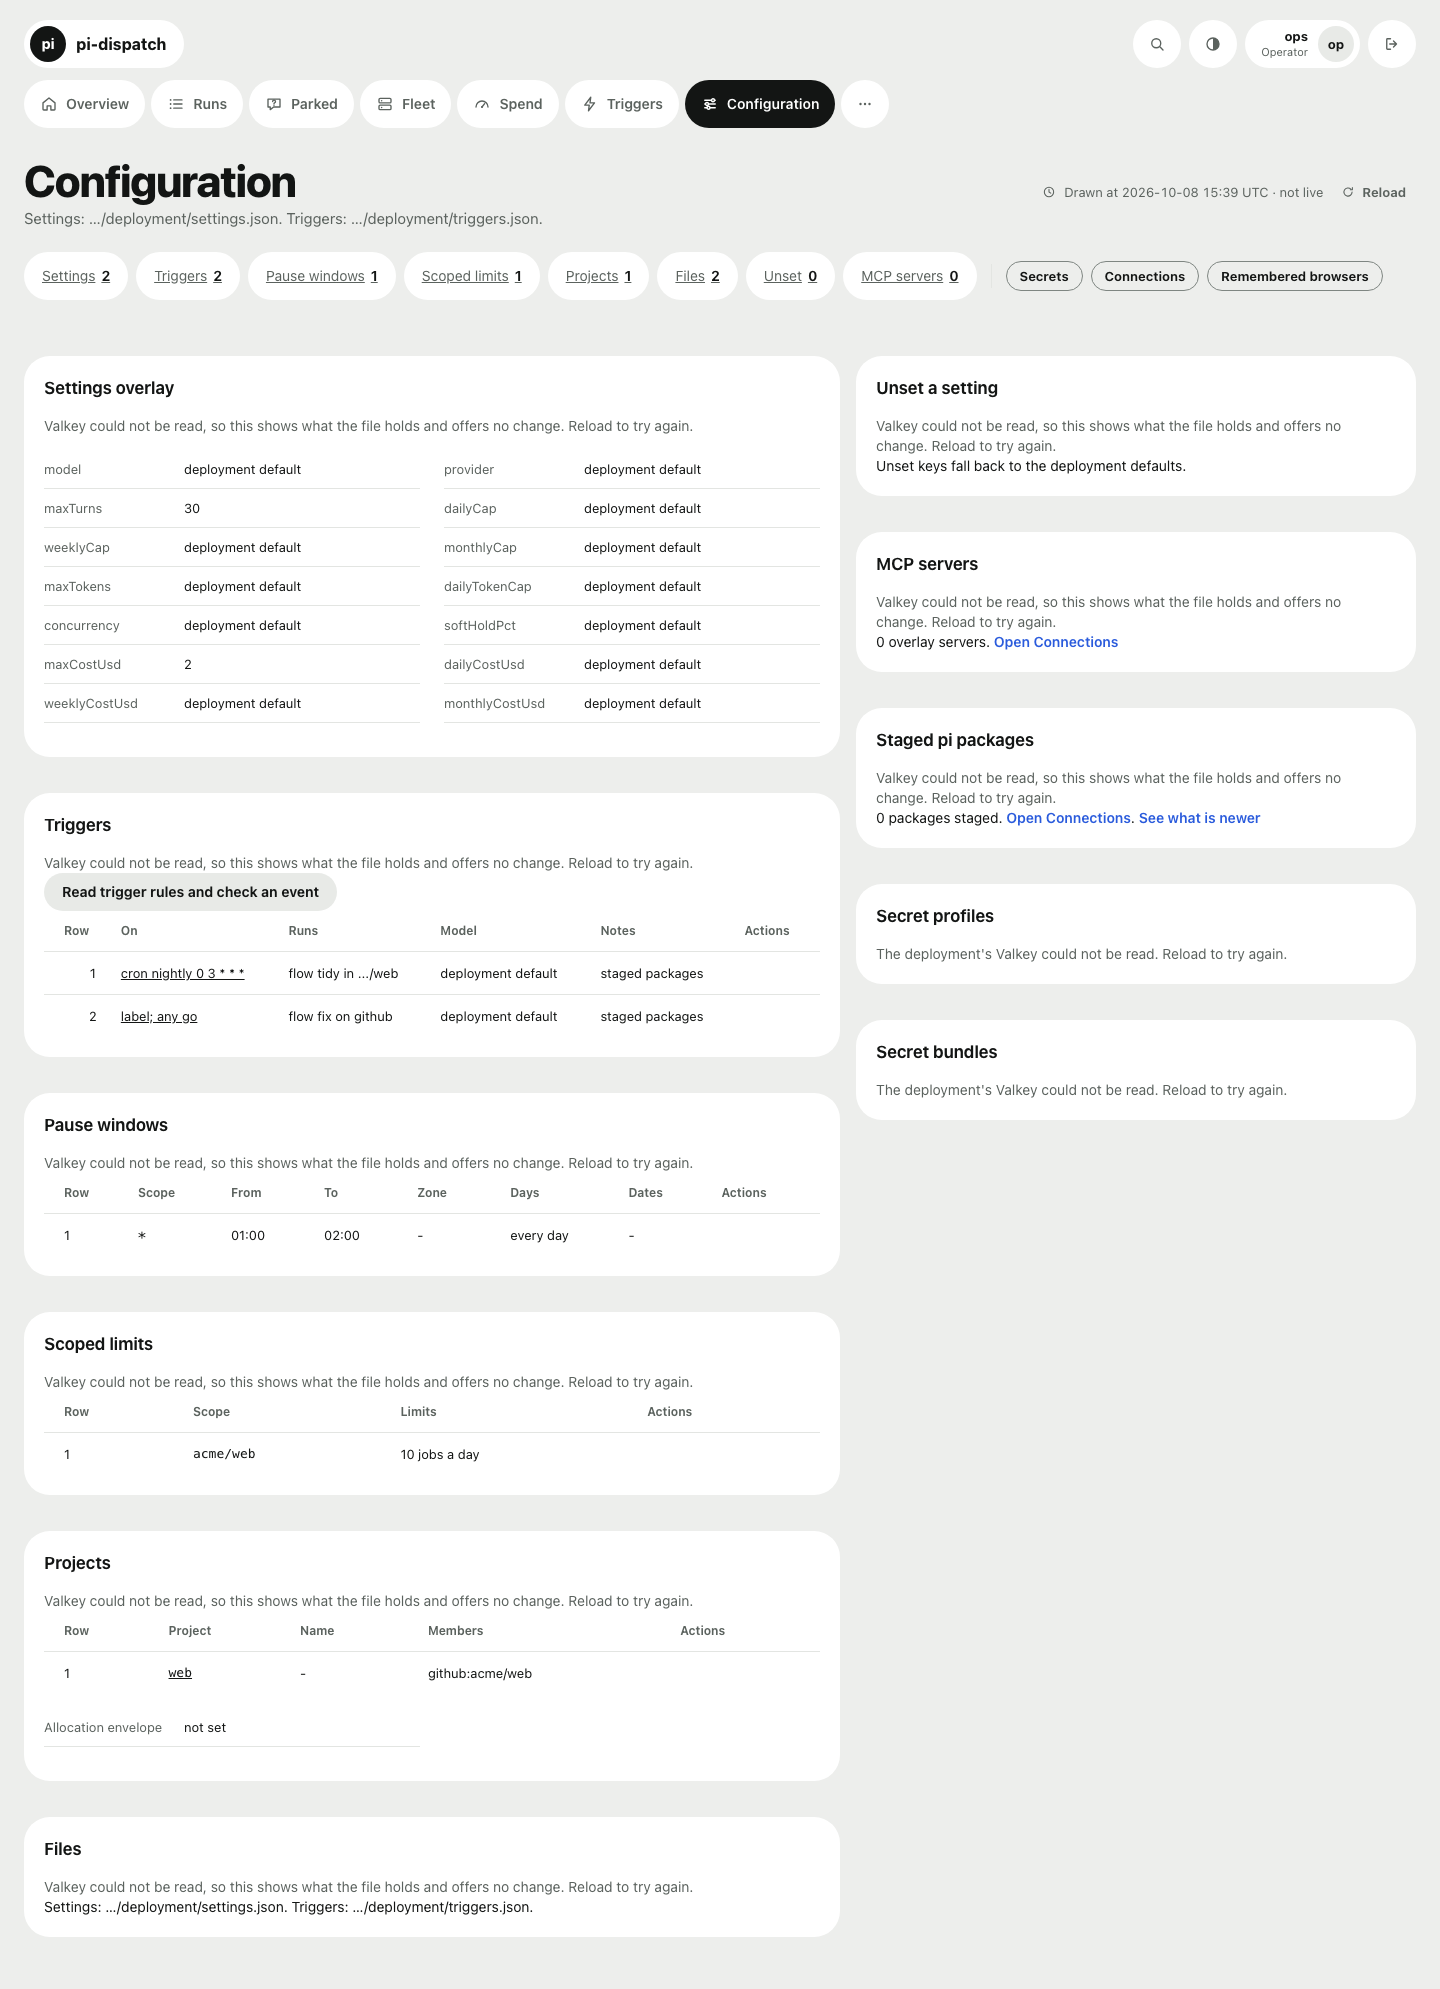 pi pi-dispatch
ops
Operator
op
Overview Runs Parked Fleet Spend Triggers Configuration ...
Configuration
Drawn at 2026-10-08 15:39 UTC · not live Reload
Settings: .../deployment/settings.json. Triggers: .../deployment/triggers.json.
Settings 2 Triggers 2 Pause windows 1 Scoped limits 1 Projects 1 Files 2 Unset 0 MCP servers 0 Secrets Connections Remembered browsers
Settings overlay
Valkey could not be read, so this shows what the file holds and offers no change. Reload to try again.
model deployment default provider deployment default
maxTurns 30 dailyCap deployment default
weeklyCap deployment default monthlyCap deployment default
maxTokens deployment default dailyTokenCap deployment default
concurrency deployment default softHoldPct deployment default
maxCostUsd 2 dailyCostUsd deployment default
weeklyCostUsd deployment default monthlyCostUsd deployment default
Triggers
Valkey could not be read, so this shows what the file holds and offers no change. Reload to try again.
Read trigger rules and check an event
Row On Runs Model Notes Actions
1 cron nightly 0 3 * * * flow tidy in .../web deployment default staged packages
2 label; any go flow fix on github deployment default staged packages
Pause windows
Valkey could not be read, so this shows what the file holds and offers no change. Reload to try again.
Row Scope From To Zone Days Dates Actions
1 * 01:00 02:00 - every day -
Scoped limits
Valkey could not be read, so this shows what the file holds and offers no change. Reload to try again.
Row Scope Limits Actions
1 acme/web 10 jobs a day
Projects
Valkey could not be read, so this shows what the file holds and offers no change. Reload to try again.
Row Project Name Members Actions
1 web - github:acme/web
Allocation envelope not set
Files
Valkey could not be read, so this shows what the file holds and offers no change. Reload to try again.
Settings: .../deployment/settings.json. Triggers: .../deployment/triggers.json.
Unset a setting
Valkey could not be read, so this shows what the file holds and offers no
change. Reload to try again.
Unset keys fall back to the deployment defaults.
MCP servers
Valkey could not be read, so this shows what the file holds and offers no
change. Reload to try again.
0 overlay servers. Open Connections
Staged pi packages
Valkey could not be read, so this shows what the file holds and offers no
change. Reload to try again.
0 packages staged. Open Connections. See what is newer
Secret profiles
The deployment's Valkey could not be read. Reload to try again.
Secret bundles
The deployment's Valkey could not be read. Reload to try again.